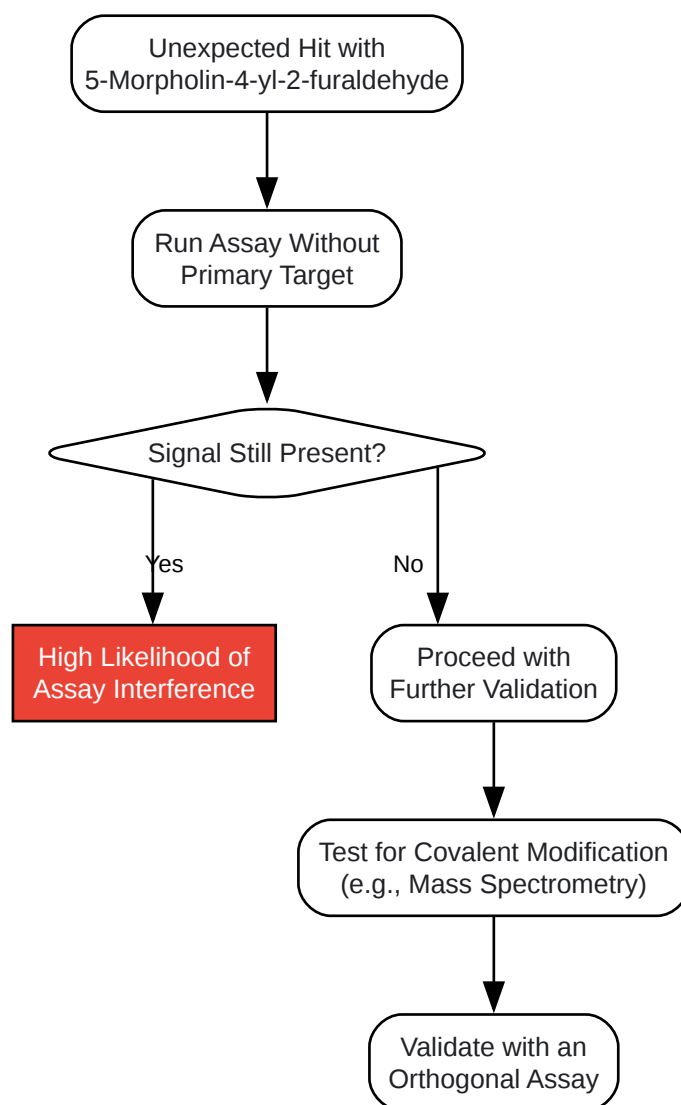 Unexpected Hit with
5-Morpholin-4-yl-2-furaldehyde
Run Assay Without
Primary Target
Signal Still Present?
Yes
No
High Likelihood of
Assay Interference
Proceed with
Further Validation
Test for Covalent Modification
(e.g., Mass Spectrometry)
Validate with an
Orthogonal Assay